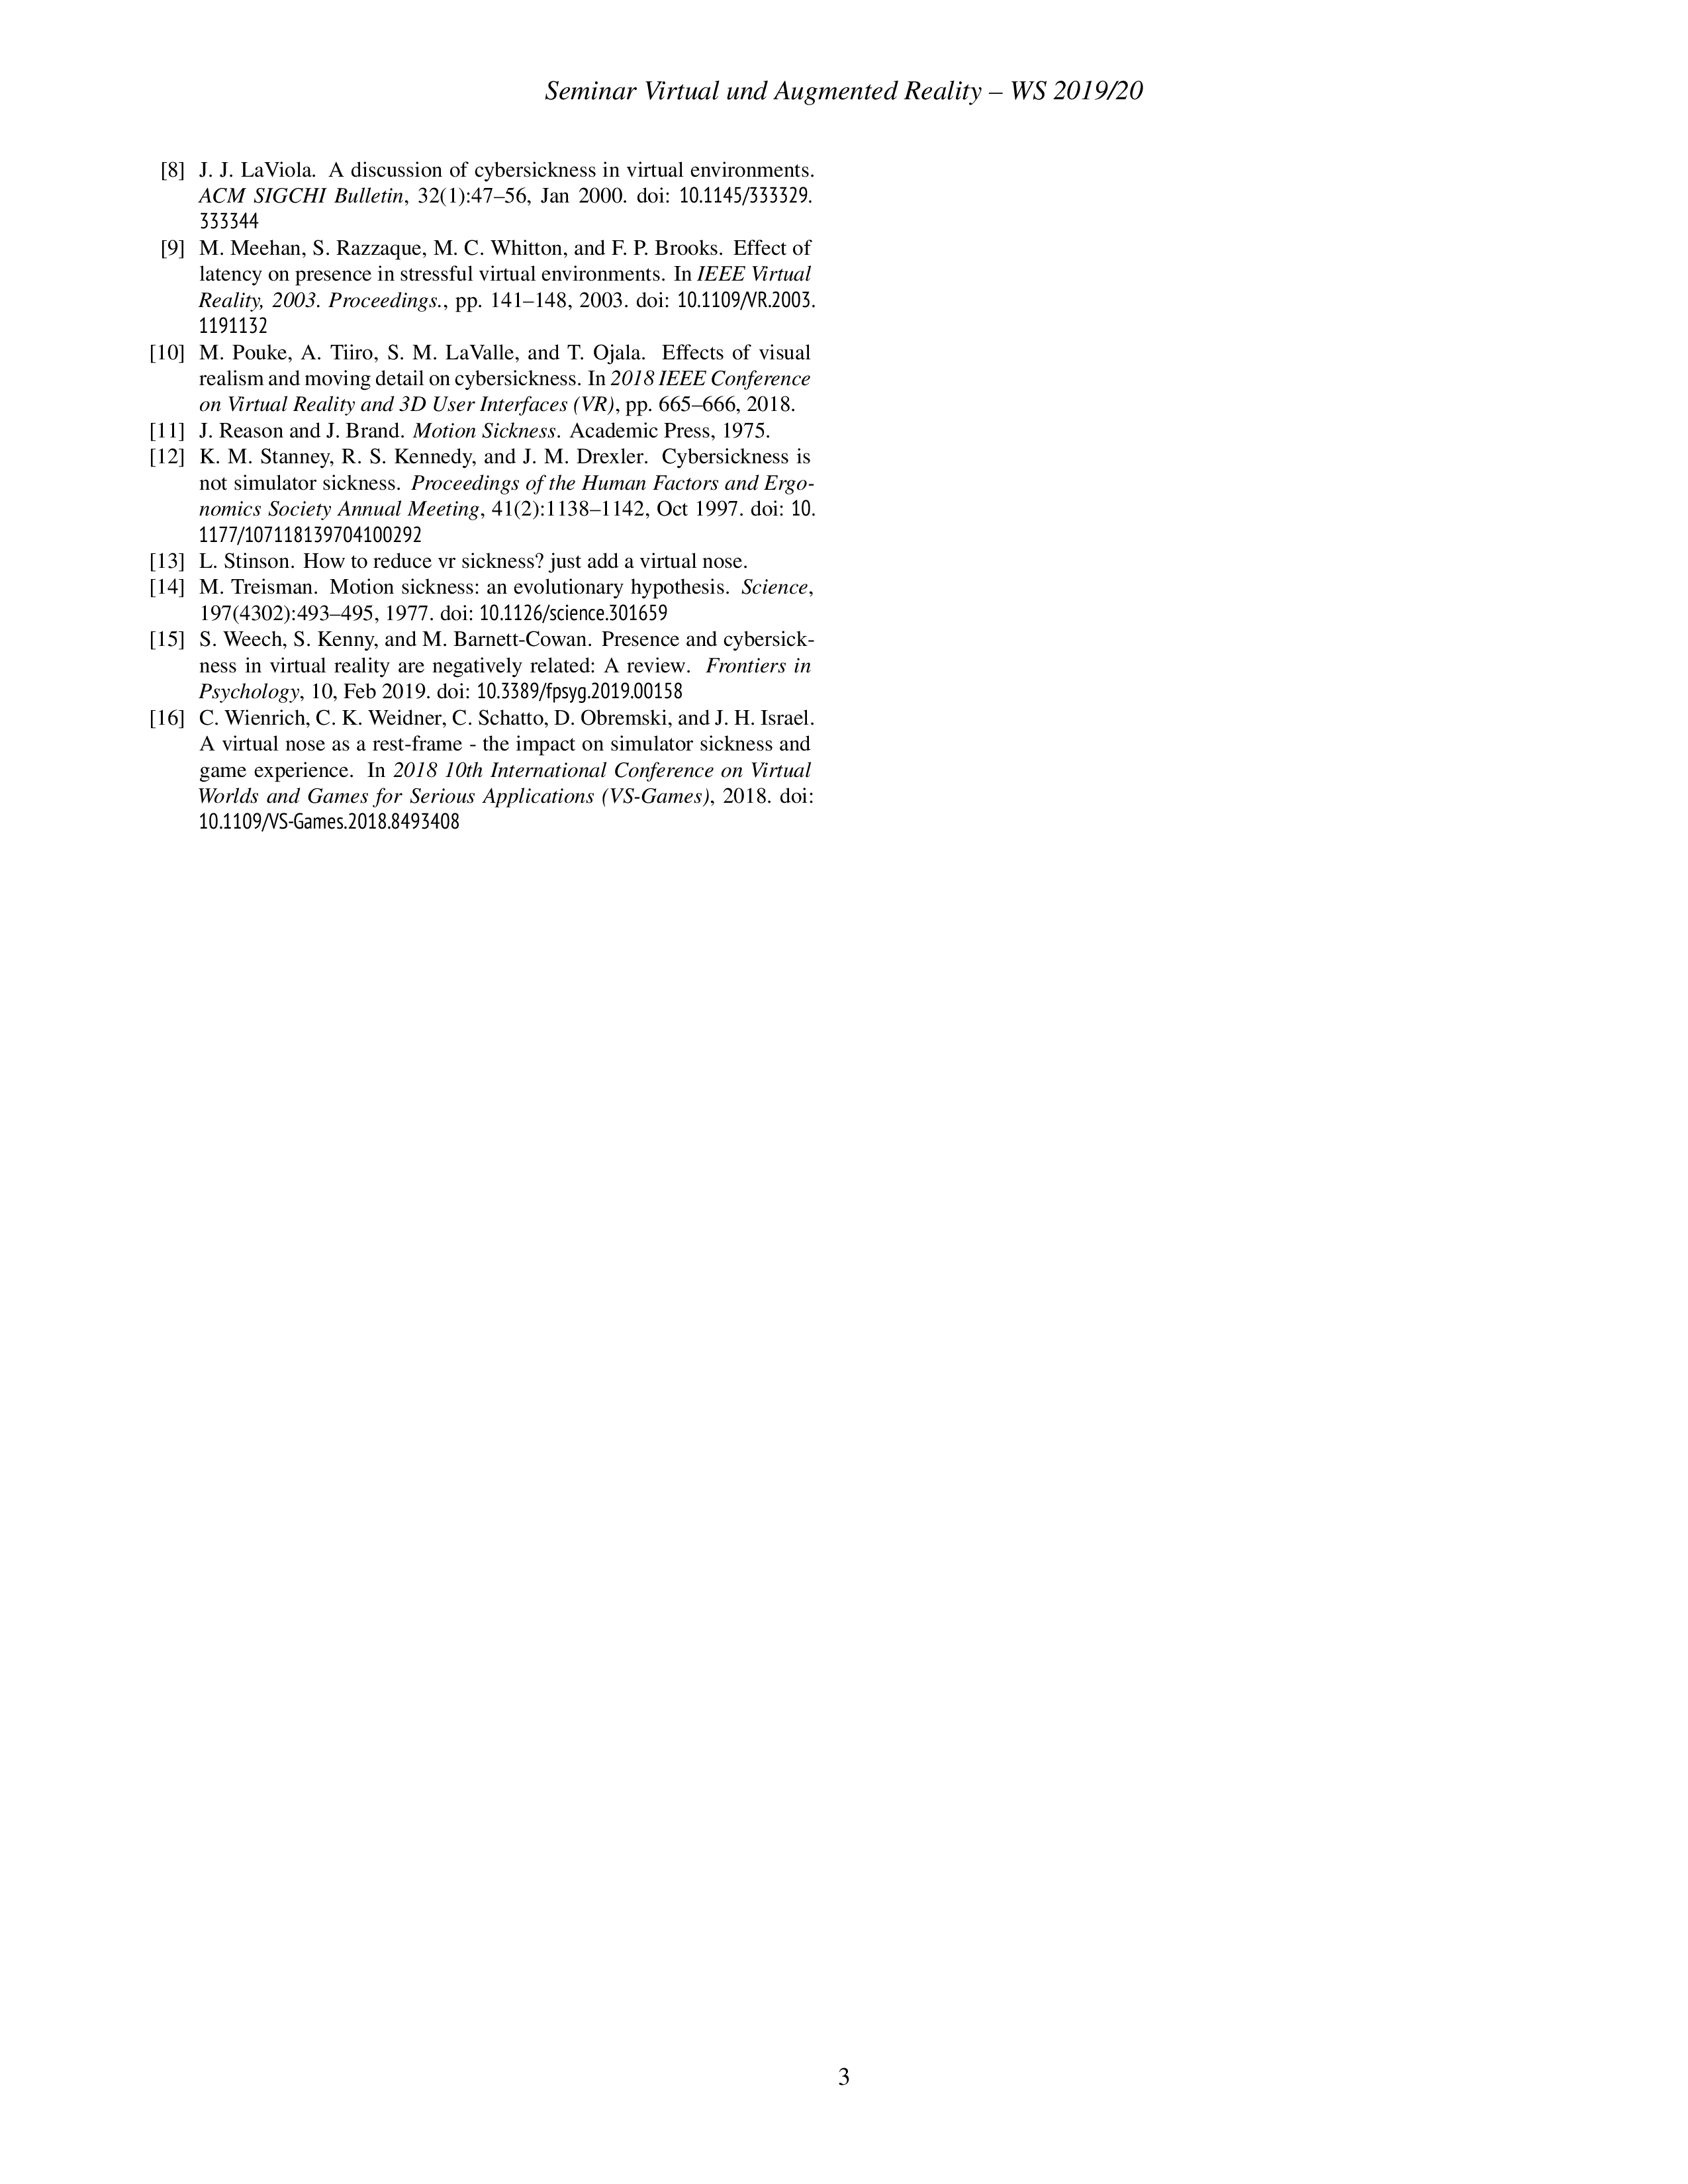 Seminar Virtual und Augmented Reality – WS 2019/20
[8] J. J. LaViola. A discussion of cybersickness in virtual environments.
ACM SIGCHI Bulletin, 32(1):47–56, Jan 2000. doi: 10.1145/333329.
333344
[9] M. Meehan, S. Razzaque, M. C. Whitton, and F. P. Brooks. Effect of
latency on presence in stressful virtual environments. In IEEE Virtual
Reality, 2003. Proceedings., pp. 141–148, 2003. doi: 10.1109/VR.2003.
1191132
[10] M. Pouke, A. Tiiro, S. M. LaValle, and T. Ojala. Effects of visual
realism and moving detail on cybersickness. In 2018 IEEE Conference
on Virtual Reality and 3D User Interfaces (VR), pp. 665–666, 2018.
[11] J. Reason and J. Brand. Motion Sickness. Academic Press, 1975.
[12] K. M. Stanney, R. S. Kennedy, and J. M. Drexler. Cybersickness is
not simulator sickness. Proceedings of the Human Factors and Ergo-
nomics Society Annual Meeting, 41(2):1138–1142, Oct 1997. doi: 10.
1177/107118139704100292
[13] L. Stinson. How to reduce vr sickness? just add a virtual nose.
[14] M. Treisman. Motion sickness: an evolutionary hypothesis. Science,
197(4302):493–495, 1977. doi: 10.1126/science.301659
[15] S. Weech, S. Kenny, and M. Barnett-Cowan. Presence and cybersick-
ness in virtual reality are negatively related: A review. Frontiers in
Psychology, 10, Feb 2019. doi: 10.3389/fpsyg.2019.00158
[16] C. Wienrich, C. K. Weidner, C. Schatto, D. Obremski, and J. H. Israel.
A virtual nose as a rest-frame - the impact on simulator sickness and
game experience. In 2018 10th International Conference on Virtual
Worlds and Games for Serious Applications (VS-Games), 2018. doi:
10.1109/VS-Games.2018.8493408
3